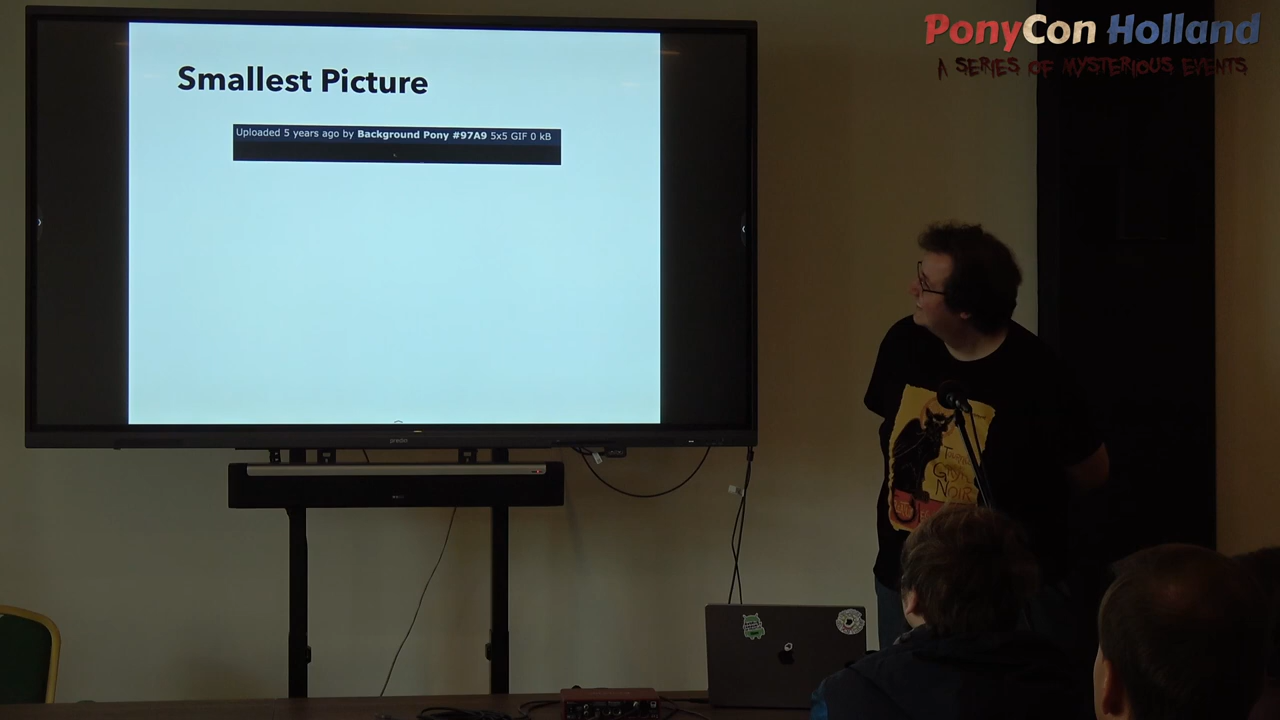 PonyCon Holland
A SERIES OF MYSTERIOUS EVENTS
Smallest Picture
Uploaded 5 years ago by Background Pony #97A9 5x5 GIF 0 kB